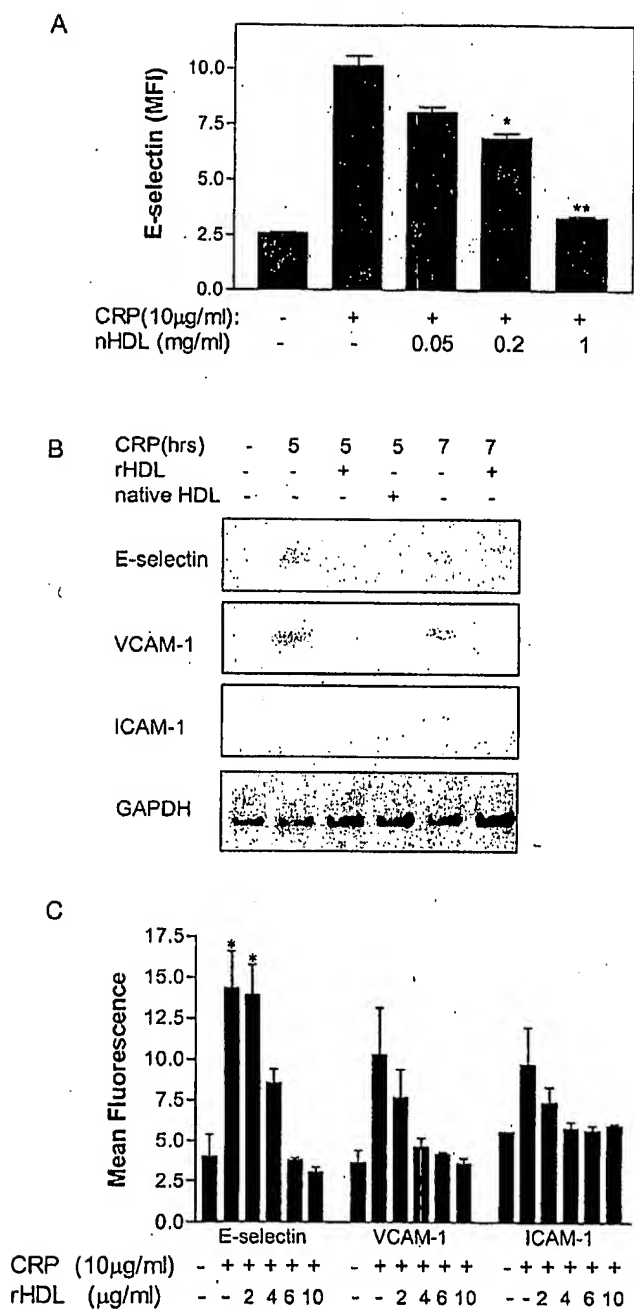 A
E-selectin (MFI)
10.0
7.5
5.0
2.5
0.0
*
**
CRP(10µg/ml): - + + + +
nHDL (mg/ml) - - 0.05 0.2 1
B
CRP(hrs) - 5 5 5 7 7
rHDL - - + - - +
native HDL - - - + - -
E-selectin
VCAM-1
ICAM-1
GAPDH
C
Mean Fluorescence
17.5
15.0
12.5
10.0
7.5
5.0
2.5
0.0
* *
E-selectin VCAM-1 ICAM-1
CRP (10µg/ml) - + + + + + - + + + + + - + + + + +
rHDL (µg/ml) - - 2 4 6 10 - - 2 4 6 10 - - 2 4 6 10